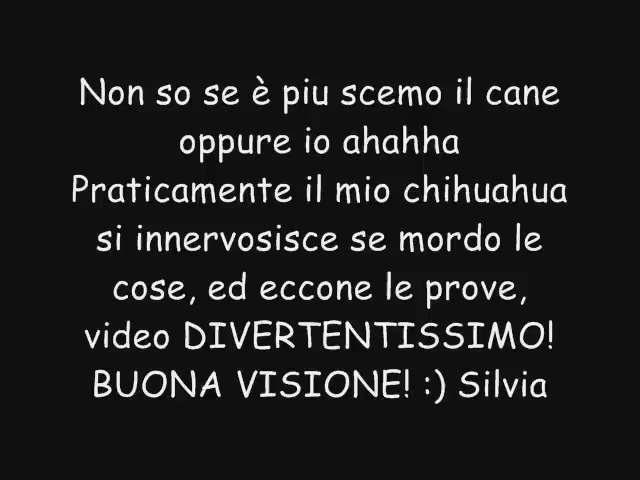 Non so se è piu scemo il cane
oppure io ahahha
Praticamente il mio chihuahua
si innervosisce se mordo le
cose, ed eccone le prove,
video DIVERTENTISSIMO!
BUONA VISIONE! :) Silvia